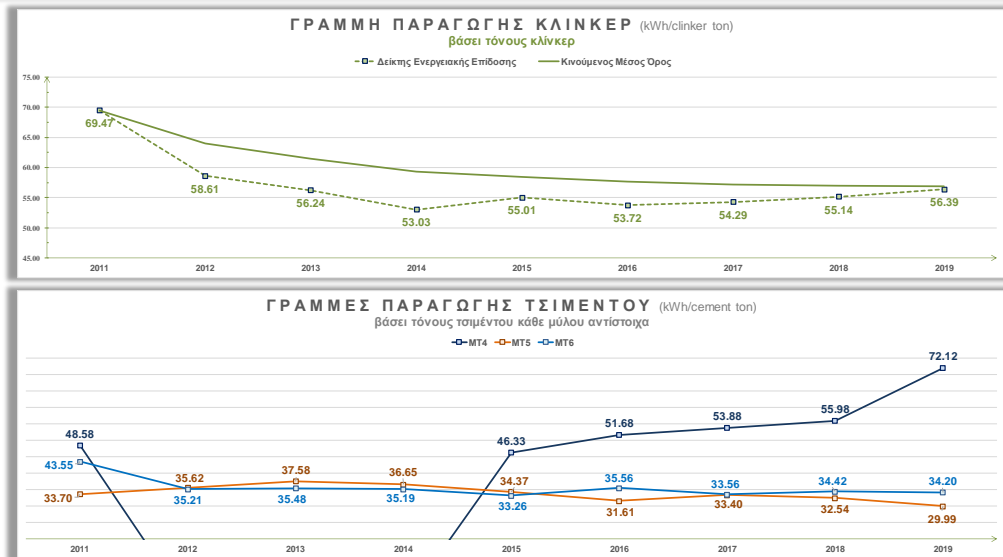 ΓΡΑΜΜΗ ΠΑΡΑΓΩΓΗΣ ΚΛΙΝΚΕΡ (kWh/clinker ton)
βάσει τόνους κλίνκερ
Δείκτης Ενεργειακής Επίδοσης Κινούμενος Μέσος Όρος
75.00
70.00
65.00
60.00
55.00
50.00
45.00
69.47
58.61
56.24
53.03
55.01
53.72
54.29
55.14
56.39
2011 2012 2013 2014 2015 2016 2017 2018 2019
ΓΡΑΜΜΕΣ ΠΑΡΑΓΩΓΗΣ ΤΣΙΜΕΝΤΟΥ (kWh/cement ton)
βάσει τόνους τσιμέντου κάθε μύλου αντίστοιχα
ΜΤ4 ΜΤ5 ΜΤ6
48.58 46.33 51.68 53.88 55.98 72.12
33.70 35.62 37.58 36.65 34.37 31.61 33.40 32.54 29.99
43.55 35.21 35.48 35.19 33.26 35.56 33.56 34.42 34.20
2011 2012 2013 2014 2015 2016 2017 2018 2019